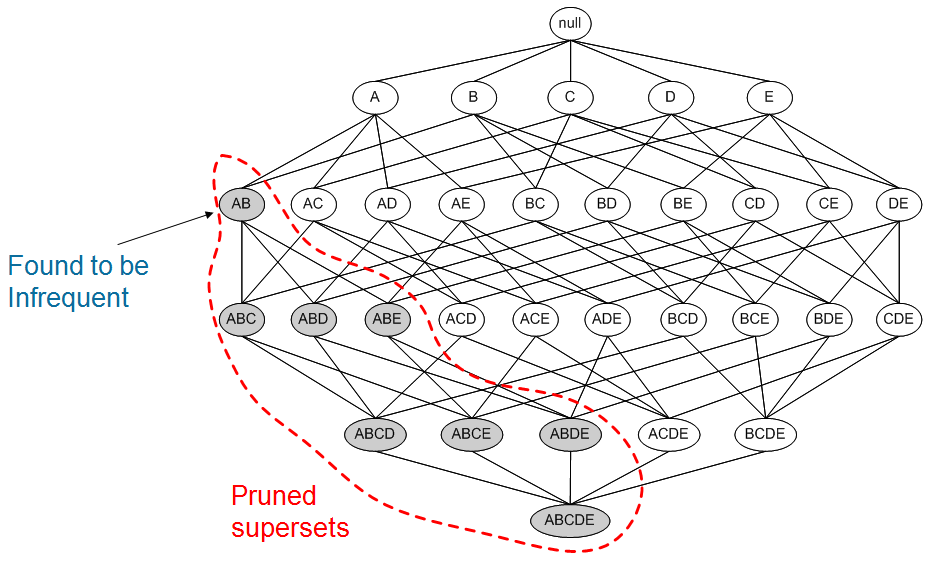 null
A B C D E
AB AC AD AE BC BD BE CD CE DE
Found to be
Infrequent
ABC ABD ABE ACD ACE ADE BCD BCE BDE CDE
ABCD ABCE ABDE ACDE BCDE
Pruned
supersets
ABCDE